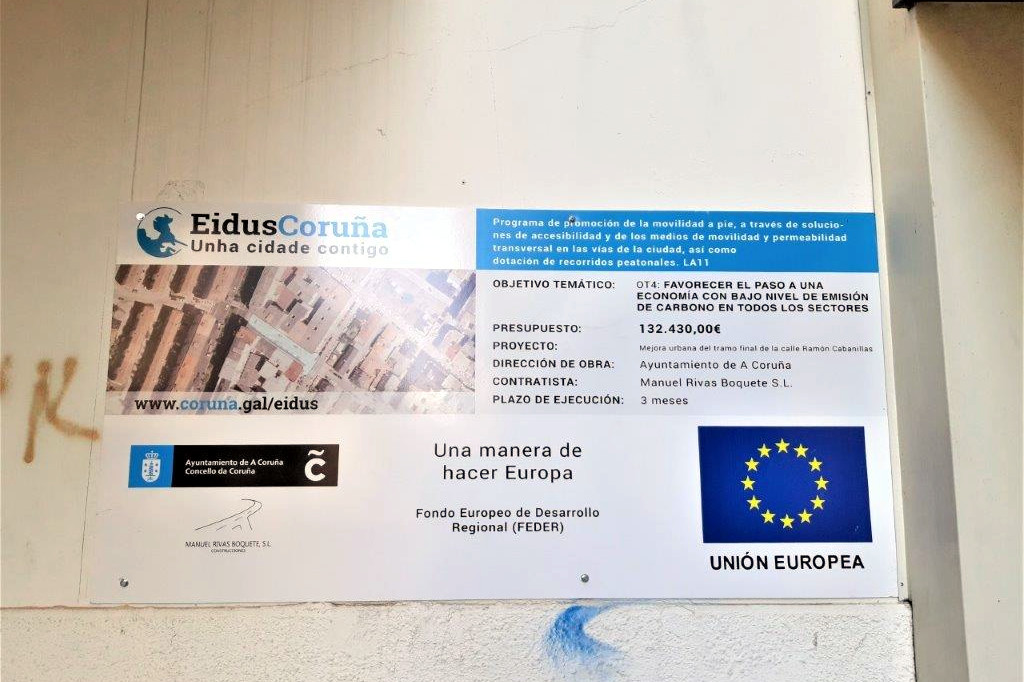 EidusCoruña
Unha cidade contigo
www.coruna.gal/eidus
Programa de promoción de la movilidad a pie, a través de solucio-
nes de accesibilidad y de los medios de movilidad y permeabilidad
transversal en las vías de la ciudad, así como
dotación de recorridos peatonales. LA11
OBJETIVO TEMÁTICO: OT4: FAVORECER EL PASO A UNA
ECONOMÍA CON BAJO NIVEL DE EMISIÓN
DE CARBONO EN TODOS LOS SECTORES
PRESUPUESTO: 132.430,00€
PROYECTO: Mejora urbana del tramo final de la calle Ramón Cabanillas
DIRECCIÓN DE OBRA: Ayuntamiento de A Coruña
CONTRATISTA: Manuel Rivas Boquete S.L.
PLAZO DE EJECUCIÓN: 3 meses
Ayuntamiento de A Coruña
Concello da Coruña
MANUEL RIVAS BOQUETE, S.L.
CONSTRUCCIONES
Una manera de
hacer Europa
Fondo Europeo de Desarrollo
Regional (FEDER)
UNIÓN EUROPEA